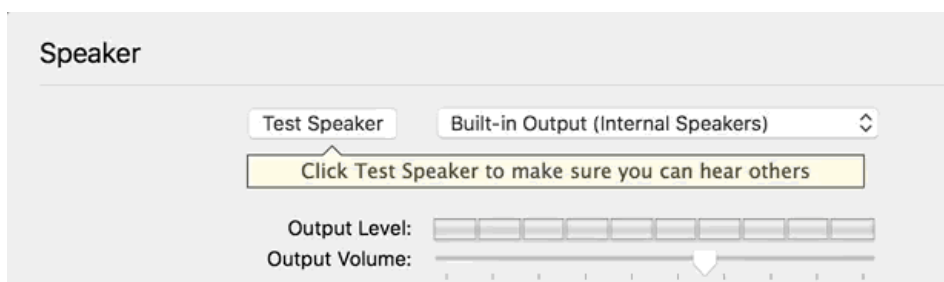 Speaker
Test Speaker Built-in Output (Internal Speakers)
Click Test Speaker to make sure you can hear others
Output Level:
Output Volume: